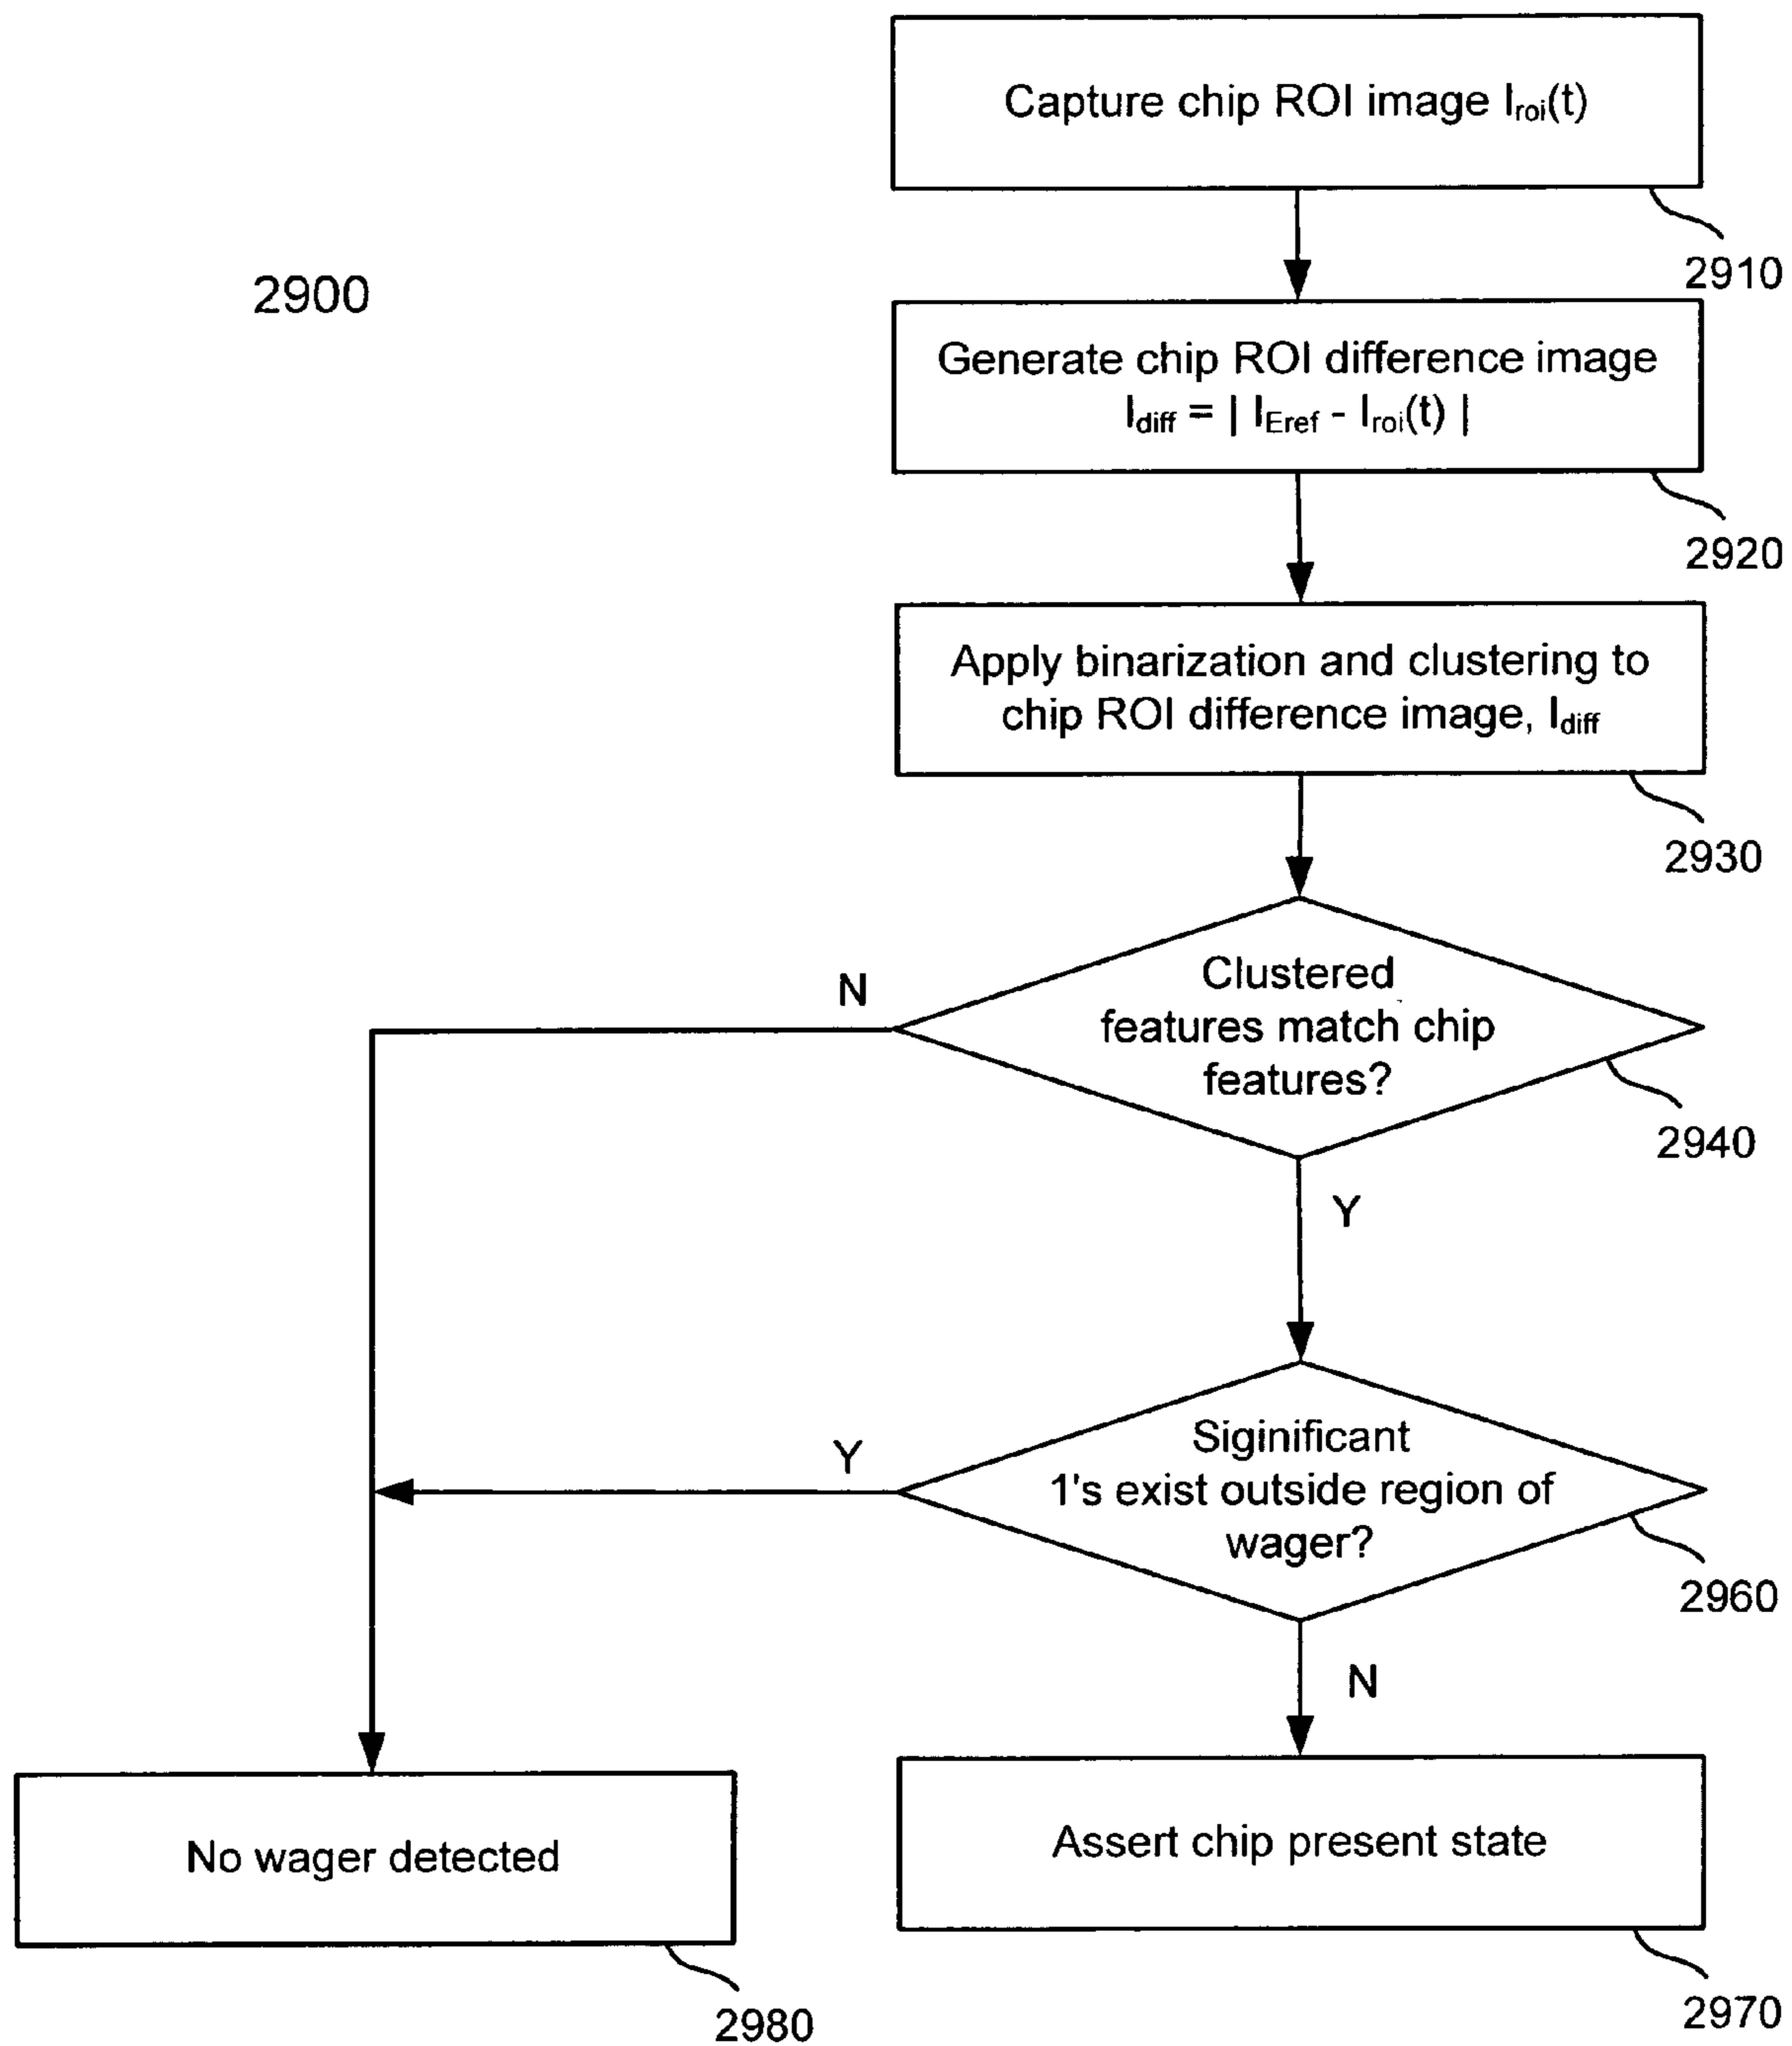 Capture chip ROI image Iroi(t)
2910
2900
Generate chip ROI difference image
Idiff = | IEref - Iroi(t) |
2920
Apply binarization and clustering to
chip ROI difference image, Idiff
2930
Clustered
features match chip
features?
N
2940
Y
Siginificant
1's exist outside region of
wager?
Y
2960
N
No wager detected
2980
Assert chip present state
2970